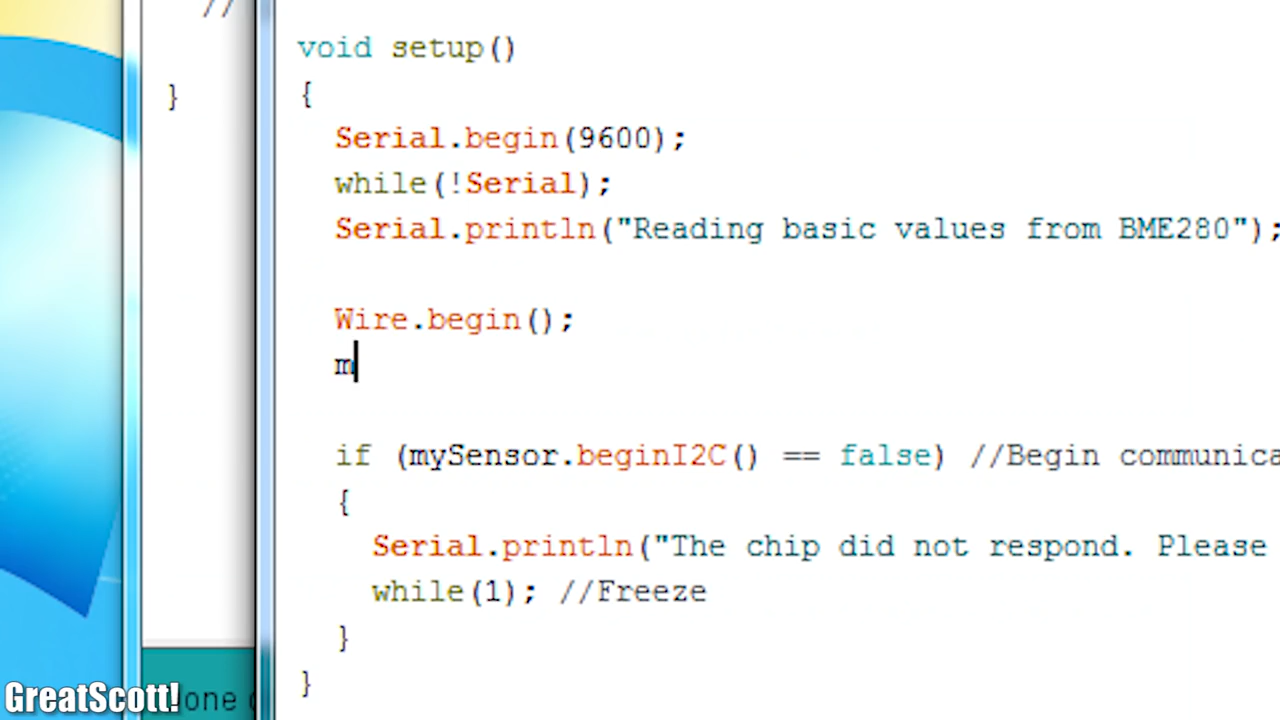 //
}
void setup()
{
Serial.begin(9600);
while(!Serial);
Serial.println("Reading basic values from BME280");
Wire.begin();
m
if (mySensor.beginI2C() == false) //Begin
{
Serial.println("The chip did not respond. Please
while(1); //Freeze
}
}
GreatScott!